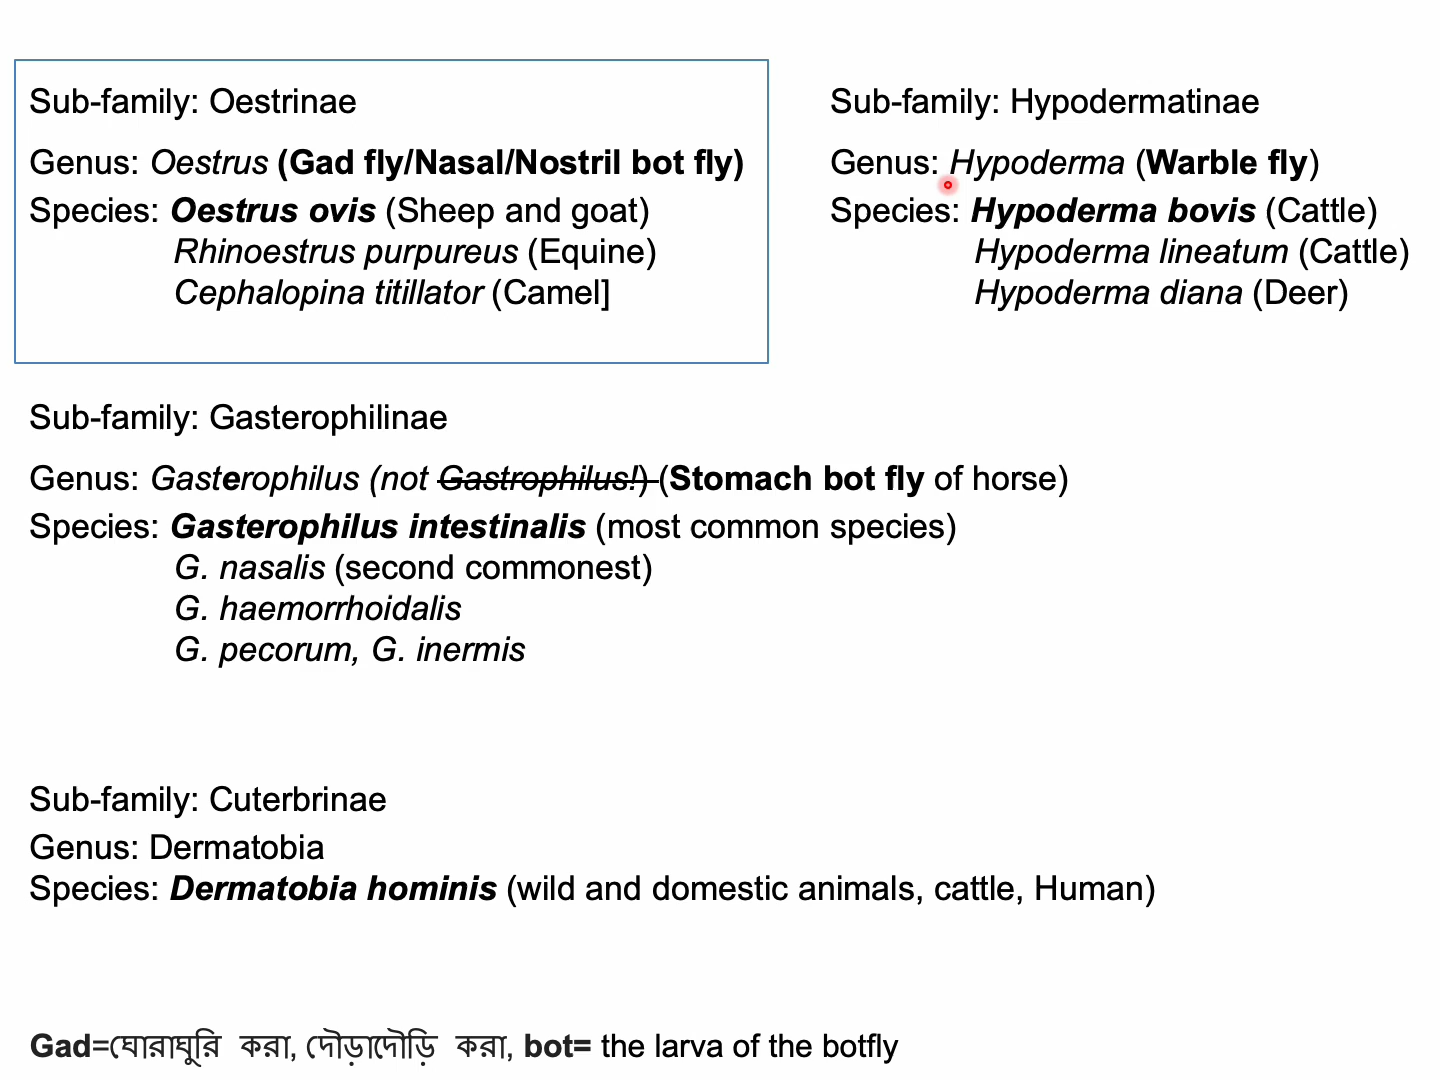 Sub-family: Oestrinae
Genus: Oestrus (Gad fly/Nasal/Nostril bot fly)
Species: Oestrus ovis (Sheep and goat)
Rhinoestrus purpureus (Equine)
Cephalopina titillator (Camel]
Sub-family: Hypodermatinae
Genus: Hypoderma (Warble fly)
Species: Hypoderma bovis (Cattle)
Hypoderma lineatum (Cattle)
Hypoderma diana (Deer)
Sub-family: Gasterophilinae
Genus: Gasterophilus (not Gastrophilus!) (Stomach bot fly of horse)
Species: Gasterophilus intestinalis (most common species)
G. nasalis (second commonest)
G. haemorrhoidalis
G. pecorum, G. inermis
Sub-family: Cuterbrinae
Genus: Dermatobia
Species: Dermatobia hominis (wild and domestic animals, cattle, Human)
Gad=ঘোরাঘুরি করা, দৌড়াদৌড়ি করা, bot= the larva of the botfly